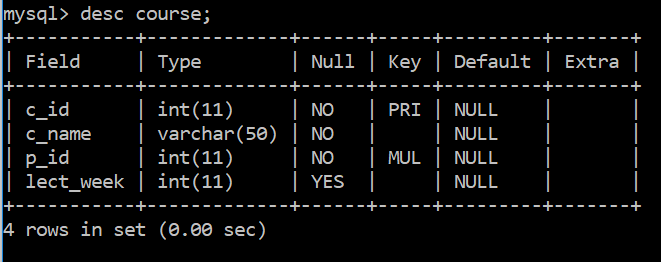 mysql> desc course;
+-----------+-------------+------+-----+---------+-------+
| Field     | Type        | Null | Key | Default | Extra |
+-----------+-------------+------+-----+---------+-------+
| c_id      | int(11)     | NO   | PRI | NULL    |       |
| c_name    | varchar(50) | NO   |     | NULL    |       |
| p_id      | int(11)     | NO   | MUL | NULL    |       |
| lect_week | int(11)     | YES  |     | NULL    |       |
+-----------+-------------+------+-----+---------+-------+
4 rows in set (0.00 sec)